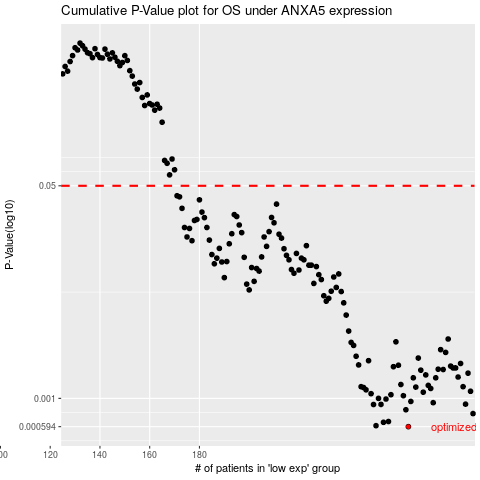 Cumulative P-Value plot for OS under ANXA5 expression
P-Value(log10)
0.05
0.001
0.000594
optimized
00 120 140 160 180
# of patients in 'low exp' group